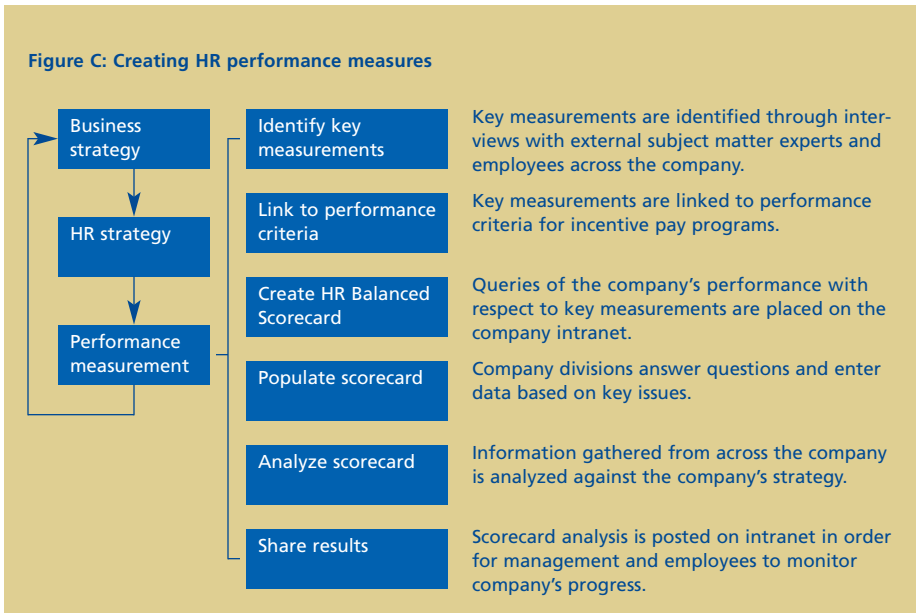 Figure C: Creating HR performance measures
Business
strategy
HR strategy
Performance
measurement
Identify key
measurements
Key measurements are identified through inter-
views with external subject matter experts and
employees across the company.
Link to performance
criteria
Key measurements are linked to performance
criteria for incentive pay programs.
Create HR Balanced
Scorecard
Queries of the company’s performance with
respect to key measurements are placed on the
company intranet.
Populate scorecard
Company divisions answer questions and enter
data based on key issues.
Analyze scorecard
Information gathered from across the company
is analyzed against the company’s strategy.
Share results
Scorecard analysis is posted on intranet in order
for management and employees to monitor
company’s progress.